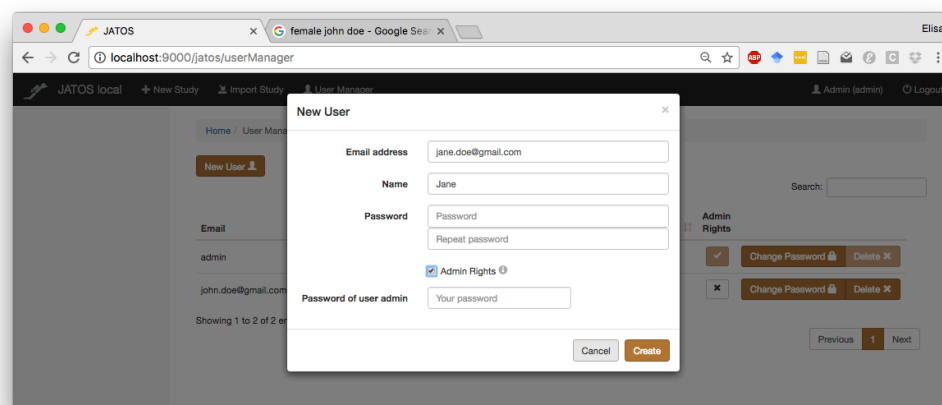 Elisa
JATOS
female john doe - Google Sear
localhost:9000/jatos/userManager
ABP
JATOS local
New Study
Import Study
User Manager
Admin (admin)
Logout
Home / User Mana
New User
Search:
Email
Admin
Rights
admin
Change Password
Delete
john.doe@gmail.com
Change Password
Delete
Showing 1 to 2 of 2 en
Previous 1 Next
New User
Email address
jane.doe@gmail.com
Name
Jane
Password
Password
Repeat password
Admin Rights
Password of user admin
Your password
Cancel
Create